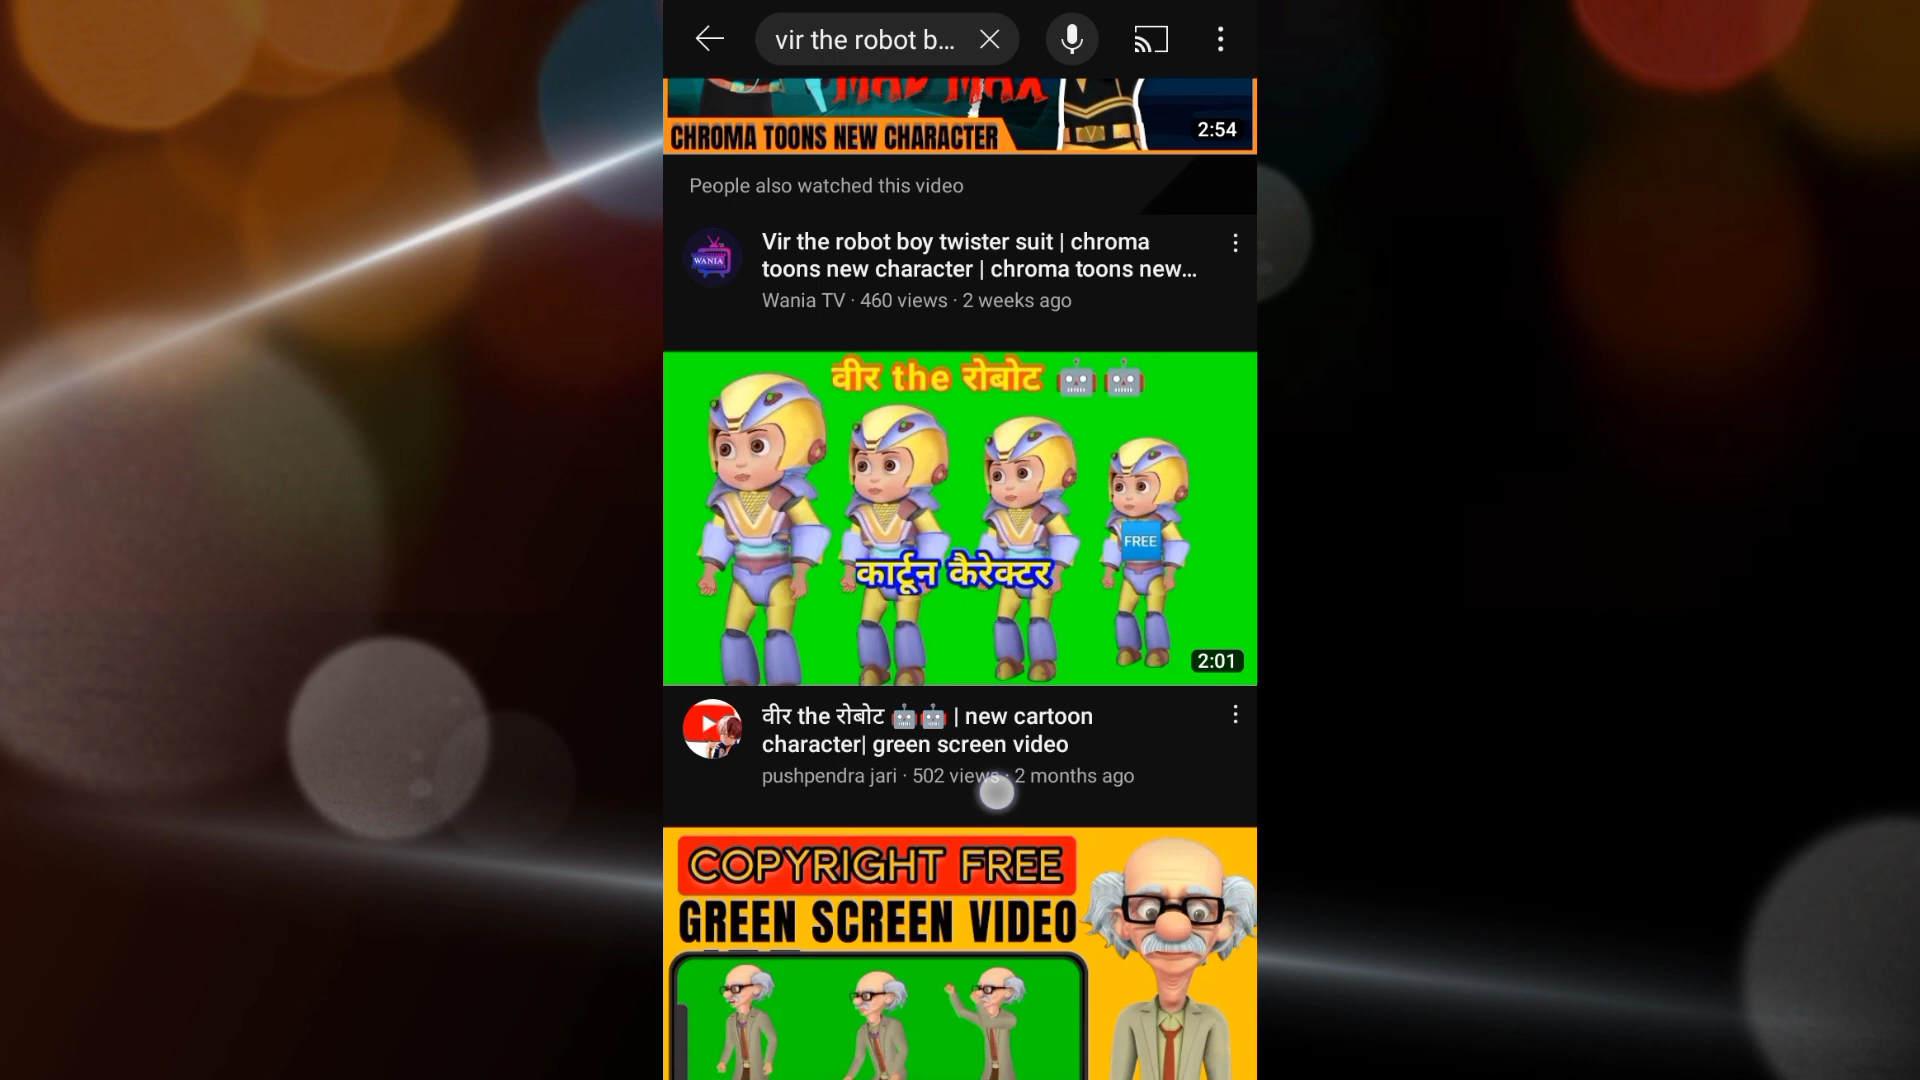 vir the robot b...
MAD MAX
CHROMA TOONS NEW CHARACTER
2:54
People also watched this video
WANIA
Vir the robot boy twister suit | chroma
toons new character | chroma toons new...
Wania TV · 460 views · 2 weeks ago
वीर the रोबोट 🤖🤖
FREE
कार्टून कैरेक्टर
2:01
वीर the रोबोट 🤖🤖 | new cartoon
character| green screen video
pushpendra jari · 502 views · 2 months ago
COPYRIGHT FREE
GREEN SCREEN VIDEO